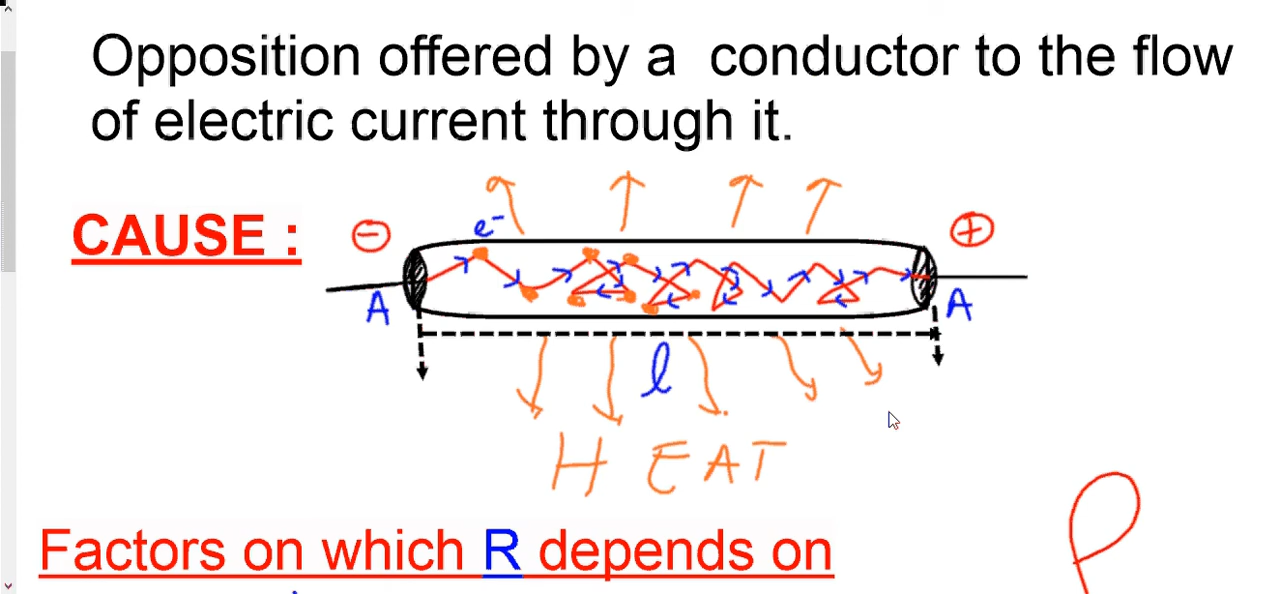 Opposition offered by a conductor to the flow
of electric current through it.
CAUSE :
⊖ e⁻ ⊕
A A
l
HEAT
ρ
Factors on which R depends on